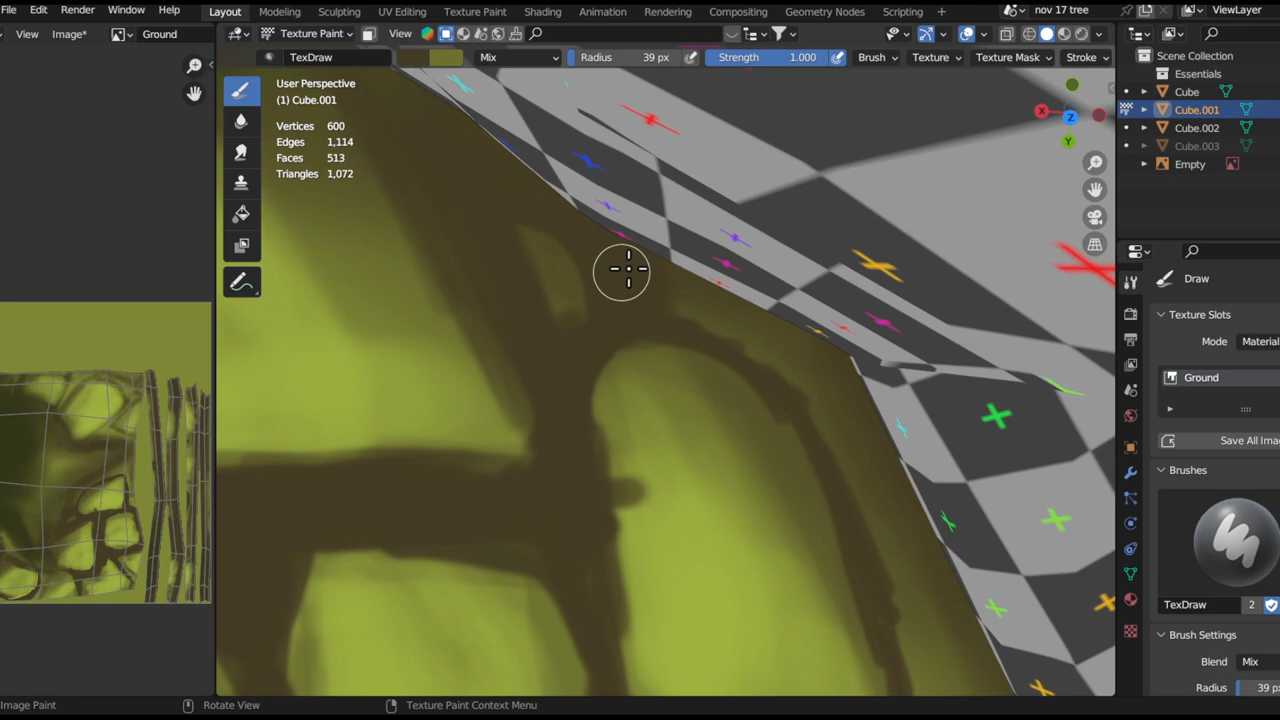 File Edit Render Window Help Layout Modeling Sculpting UV Editing Texture Paint Shading Animation Rendering Compositing Geometry Nodes Scripting + nov 17 tree ViewLayer
View Image* Ground Texture Paint View
TexDraw Mix Radius 39 px Strength 1.000 Brush Texture Texture Mask Stroke
User Perspective
(1) Cube.001
Vertices 600
Edges 1,114
Faces 513
Triangles 1,072
X
Z
Y
Scene Collection
Essentials
Cube
Cube.001
Cube.002
Cube.003
Empty
Draw
Texture Slots
Mode Material
Ground
Save All Ima
Brushes
TexDraw 2
Brush Settings
Blend Mix
Radius 39 px
Image Paint Rotate View Texture Paint Context Menu